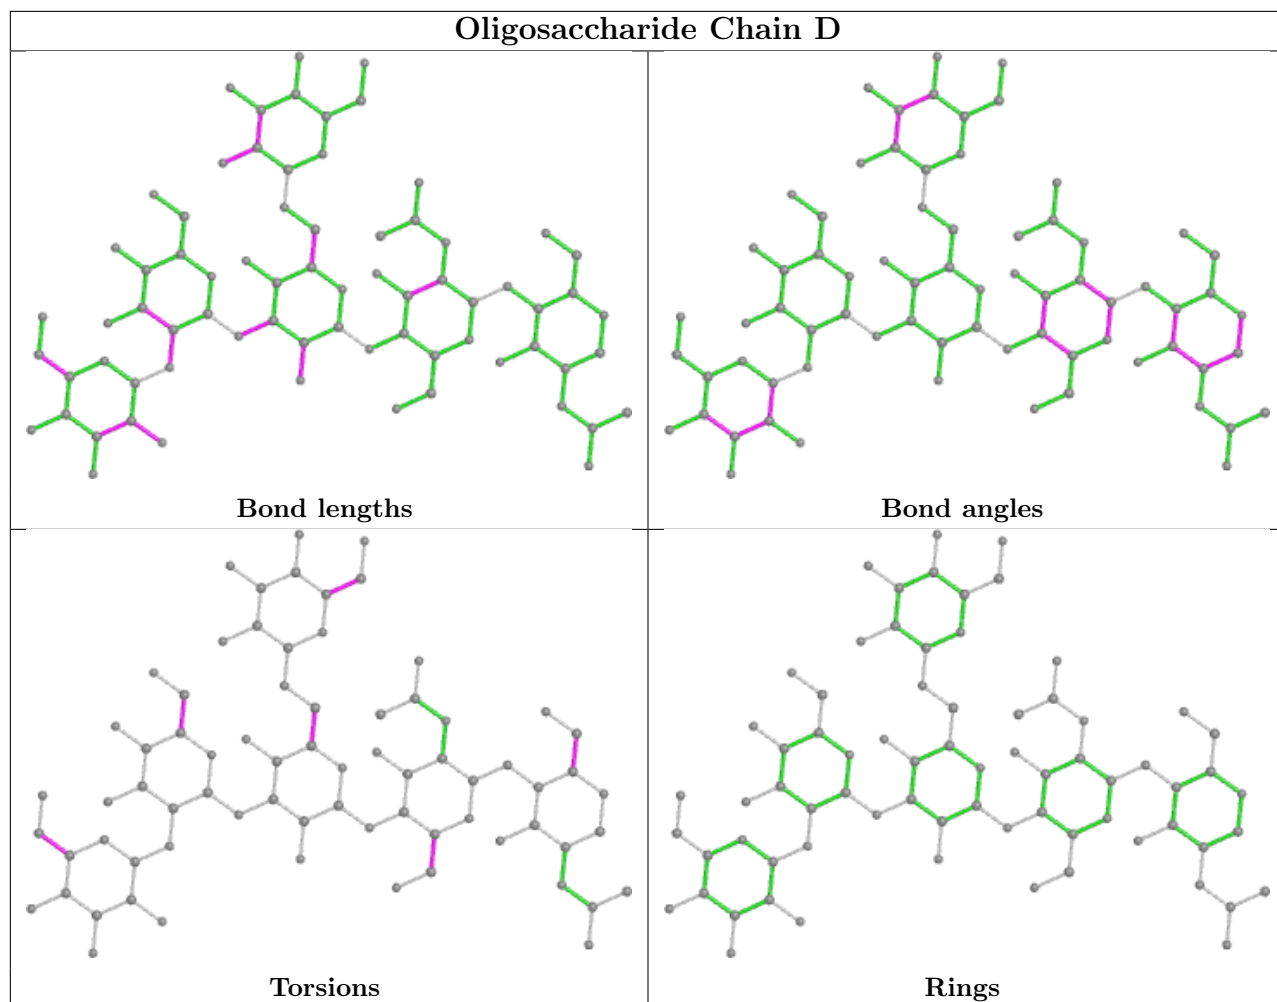 Oligosaccharide Chain D
Bond lengths
Bond angles
Torsions
Rings